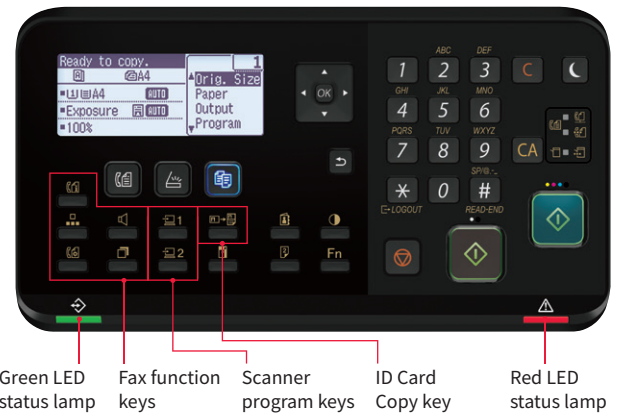 Ready to copy.
1
A4
Orig. Size
A4 AUTO
Paper
Exposure AUTO
Output
100%
Program
OK
ABC DEF
1 2 3 C
GHI JKL MNO
4 5 6
PQRS TUV WXYZ
7 8 9 CA
SP/@.-,
* 0 #
LOGOUT READ-END
1
2 Fn
Green LED
status lamp
Fax function
keys
Scanner
program keys
ID Card
Copy key
Red LED
status lamp